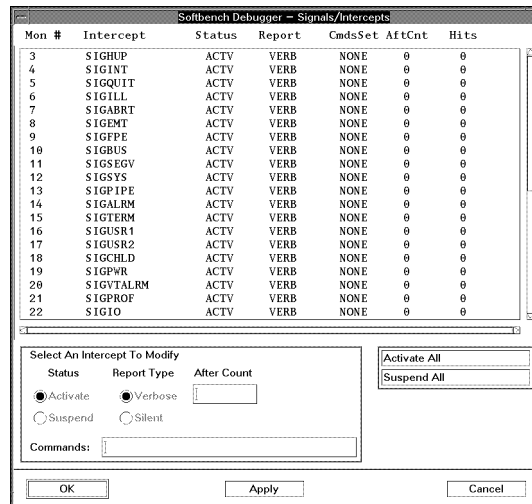 Softbench Debugger - Signals/Intercepts
Mon # Intercept Status Report CmdsSet AftCnt Hits
3 SIGHUP ACTV VERB NONE 0 0
4 SIGINT ACTV VERB NONE 0 0
5 SIGQUIT ACTV VERB NONE 0 0
6 SIGILL ACTV VERB NONE 0 0
7 SIGABRT ACTV VERB NONE 0 0
8 SIGEMT ACTV VERB NONE 0 0
9 SIGFPE ACTV VERB NONE 0 0
10 SIGBUS ACTV VERB NONE 0 0
11 SIGSEGV ACTV VERB NONE 0 0
12 SIGSYS ACTV VERB NONE 0 0
13 SIGPIPE ACTV VERB NONE 0 0
14 SIGALRM ACTV VERB NONE 0 0
15 SIGTERM ACTV VERB NONE 0 0
16 SIGUSR1 ACTV VERB NONE 0 0
17 SIGUSR2 ACTV VERB NONE 0 0
18 SIGCHLD ACTV VERB NONE 0 0
19 SIGPWR ACTV VERB NONE 0 0
20 SIGVTALRM ACTV VERB NONE 0 0
21 SIGPROF ACTV VERB NONE 0 0
22 SIGIO ACTV VERB NONE 0 0
Select An Intercept To Modify
Status Report Type After Count
Activate Verbose
Suspend Silent
Commands:
Activate All
Suspend All
OK Apply Cancel